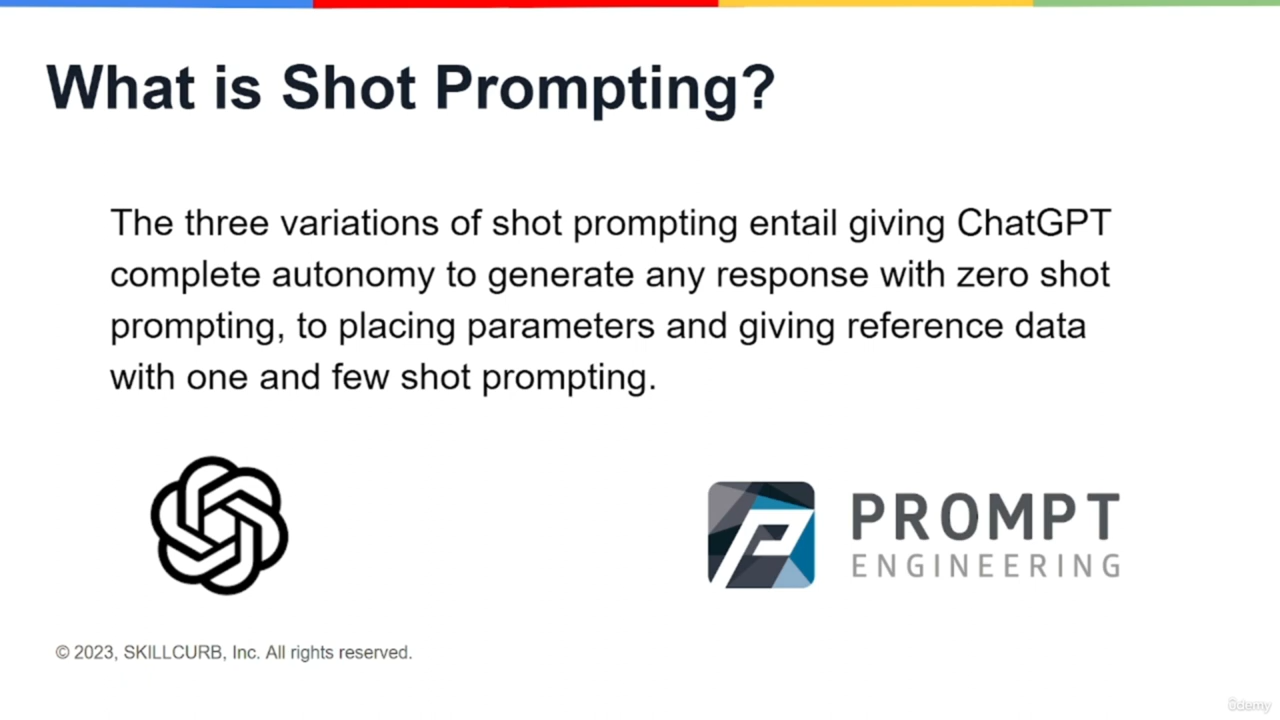 What is Shot Prompting?
The three variations of shot prompting entail giving ChatGPT
complete autonomy to generate any response with zero shot
prompting, to placing parameters and giving reference data
with one and few shot prompting.
PROMPT
ENGINEERING
© 2023, SKILLCURB, Inc. All rights reserved.
ûdemy